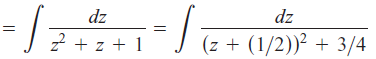 = ∫ dz / (z² + z + 1) = ∫ dz / ((z + (1/2))² + 3/4)